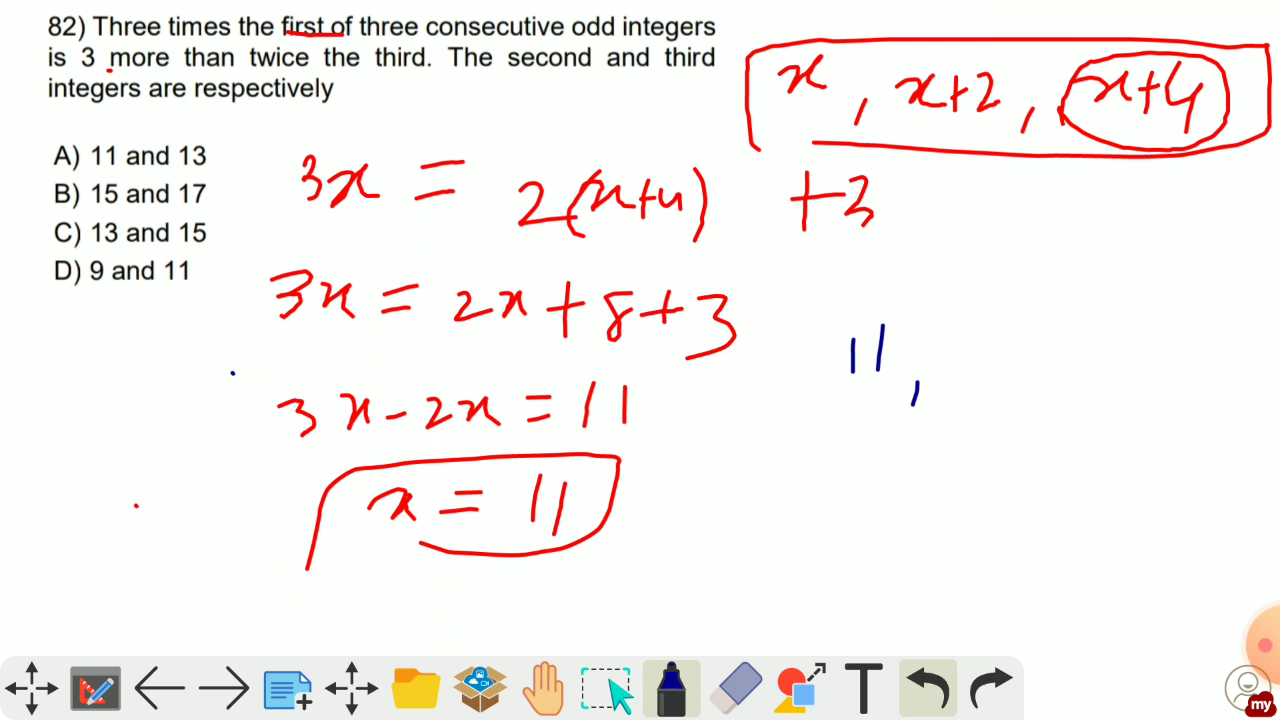 82) Three times the first of three consecutive odd integers
is 3 more than twice the third. The second and third
integers are respectively
x, x+2, x+4
A) 11 and 13
B) 15 and 17
C) 13 and 15
D) 9 and 11
3x = 2(x+4) +3
3x = 2x+8+3
11,
3x-2x=11
x = 11
T
my